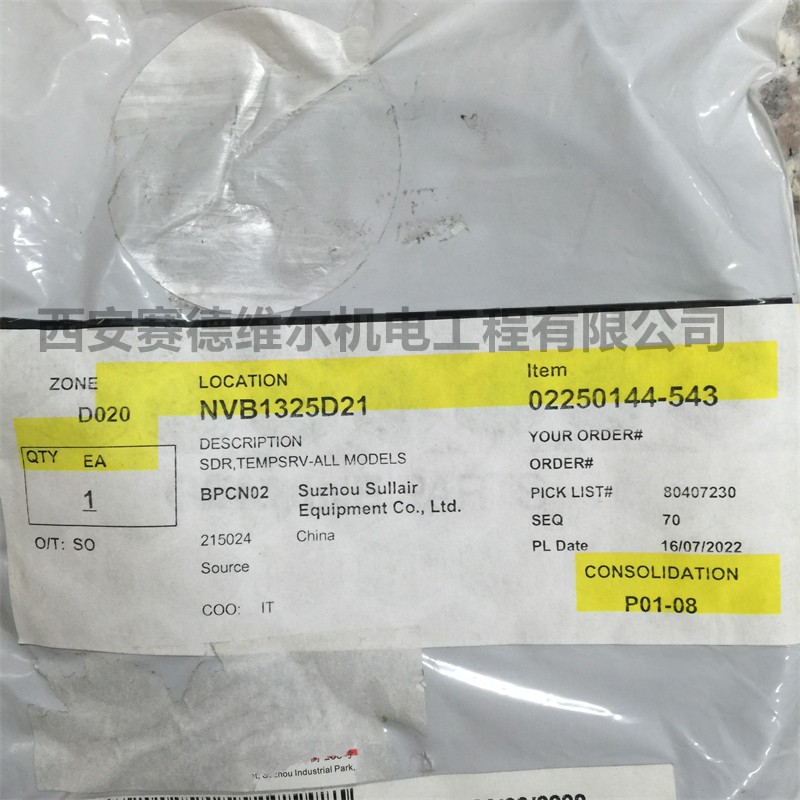 西安赛德维尔机电工程有限公司
ZONE
D020
LOCATION
NVB1325D21
Item
02250144-543
QTY EA
1
O/T: SO
DESCRIPTION
SDR,TEMPSRV-ALL MODELS
BPCN02 Suzhou Sullair
Equipment Co., Ltd.
215024 China
Source
COO: IT
YOUR ORDER#
ORDER#
PICK LIST# 80407230
SEQ 70
PL Date 16/07/2022
CONSOLIDATION
P01-08
Industrial Park,